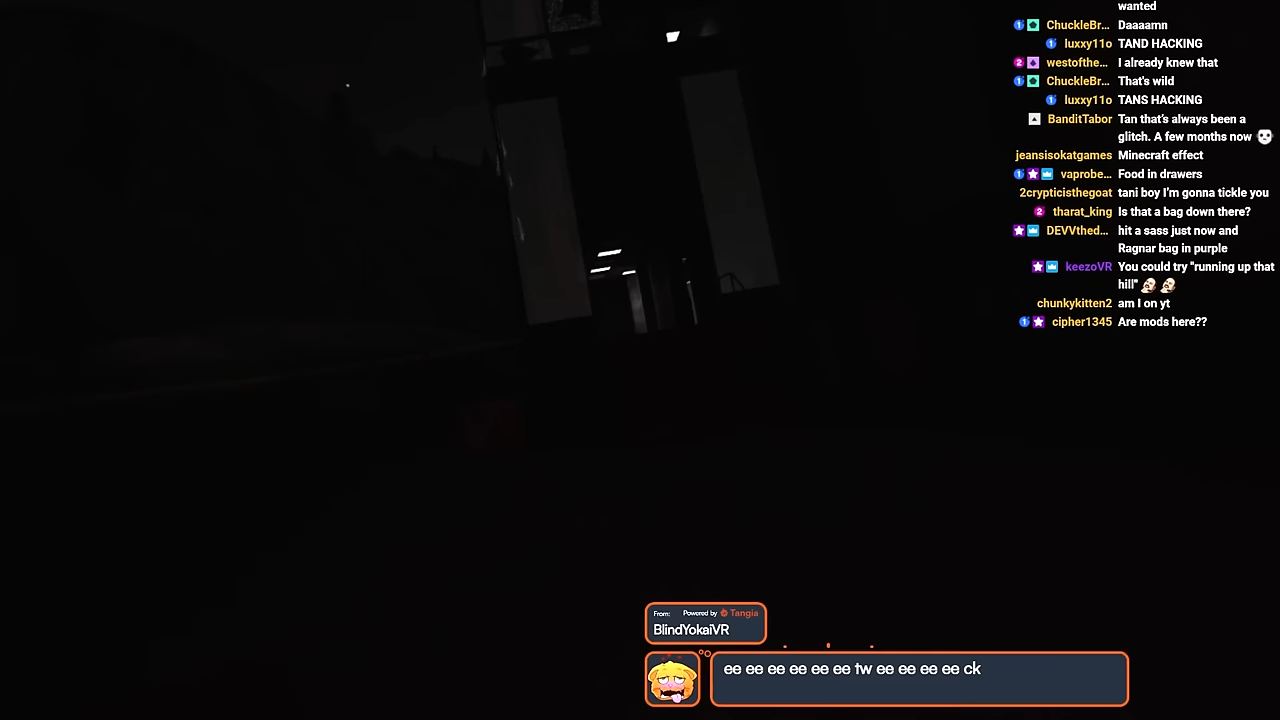 wanted
ChuckleBr... Daaaamn
luxxy11o TAND HACKING
westofthe... I already knew that
ChuckleBr... That's wild
luxxy11o TANS HACKING
BanditTabor Tan that's always been a
glitch. A few months now
jeansisokatgames Minecraft effect
vaprobe... Food in drawers
2crypticisthegoat tani boy I'm gonna tickle you
tharat_king Is that a bag down there?
DEVVthed... hit a sass just now and
Ragnar bag in purple
keezoVR You could try "running up that
hill"
chunkykitten2 am I on yt
cipher1345 Are mods here??
From: Powered by Tangia
BlindYokaiVR
ee ee ee ee ee ee tw ee ee ee ee ck